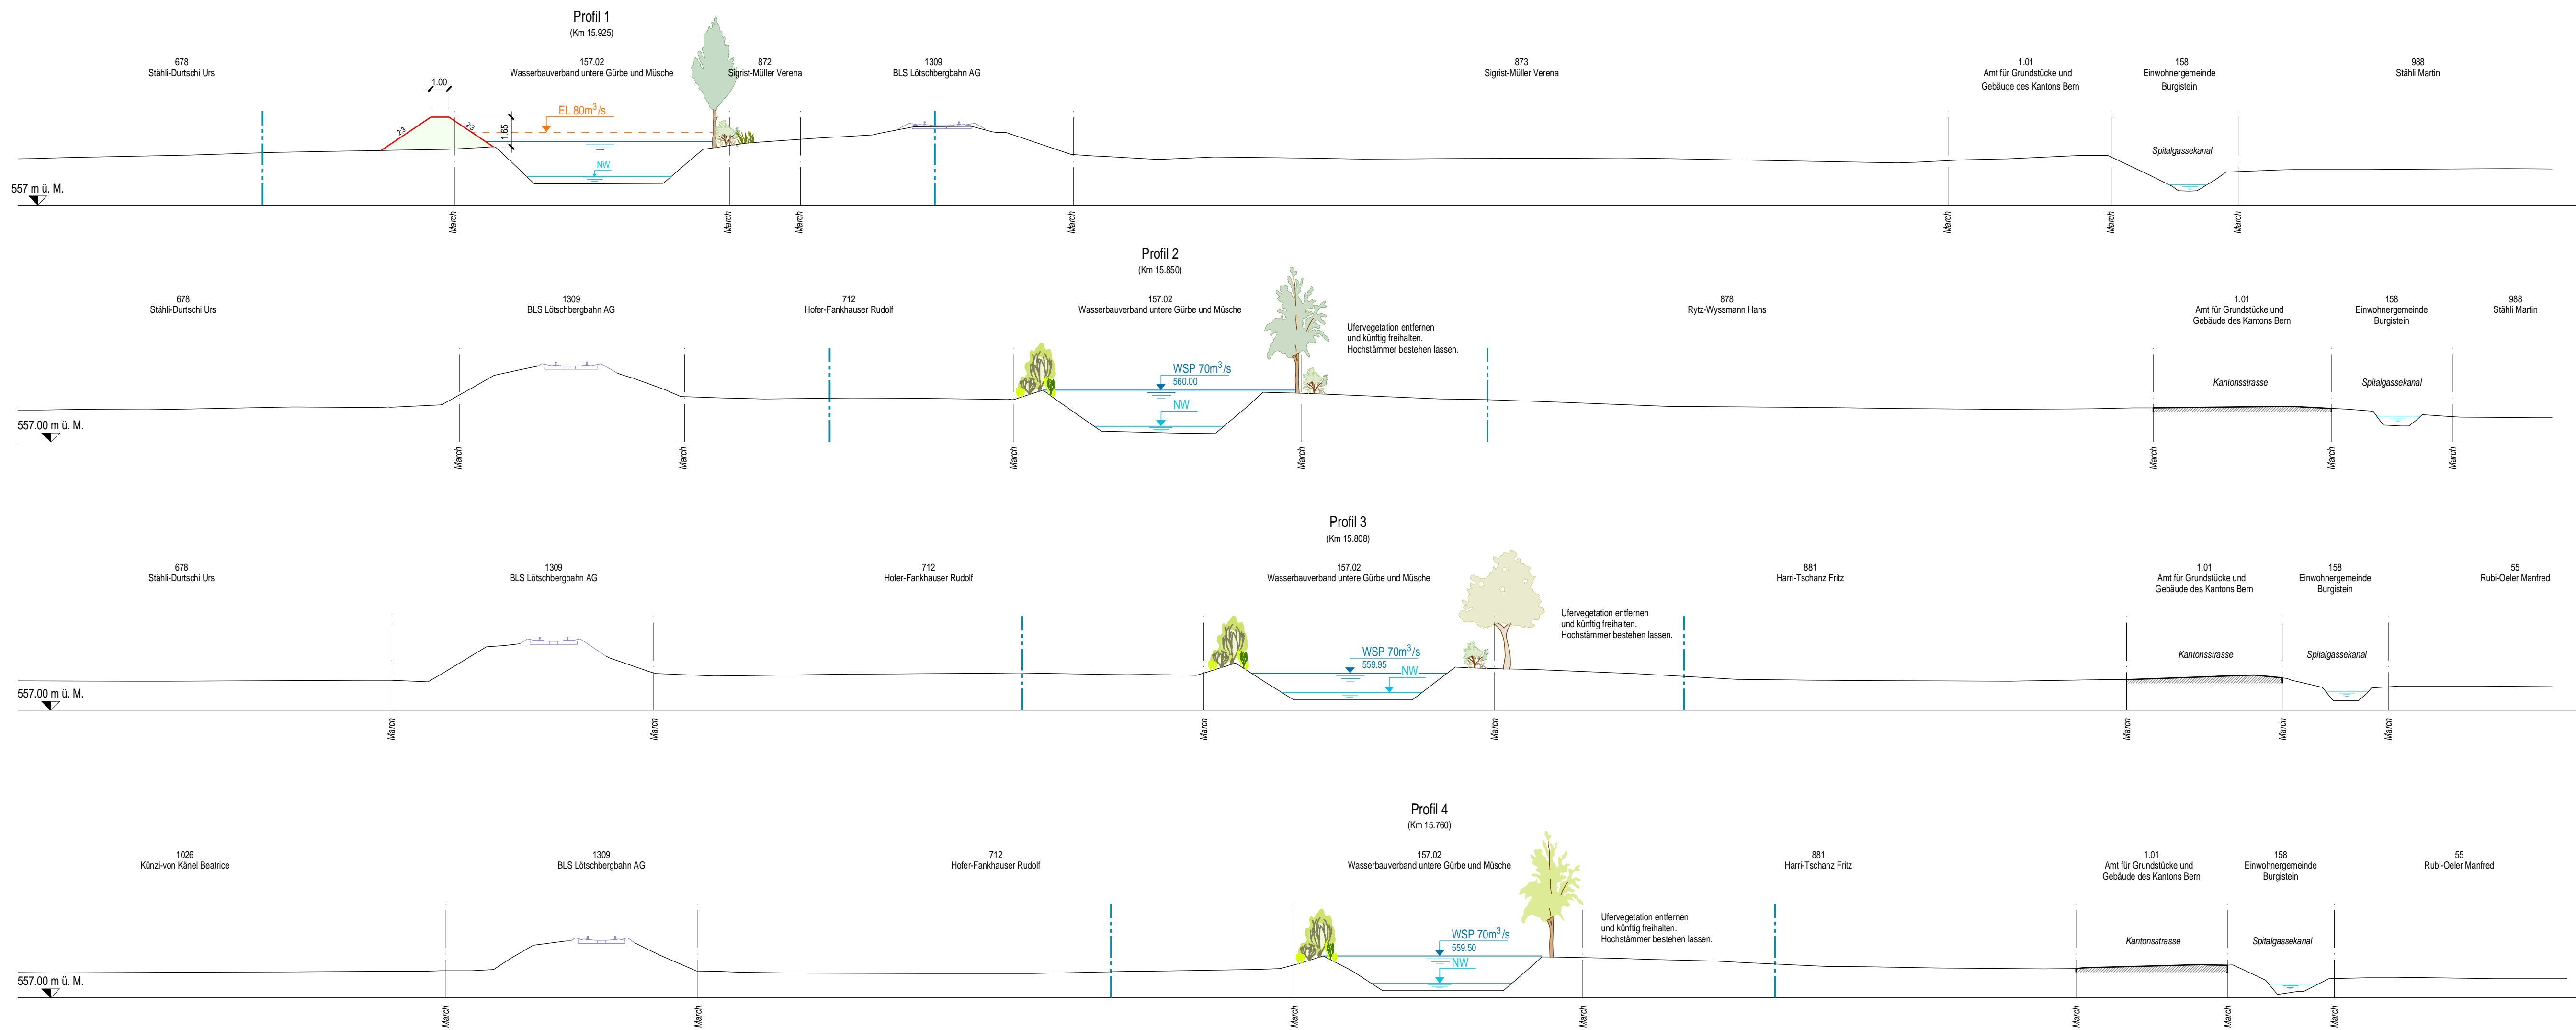 Profil 1
(Km 15.925)
678
Stähli-Durtschi Urs
157.02
Wasserbauverband untere Gürbe und Müsche
872
Sigrist-Müller Verena
1309
BLS Lötschbergbahn AG
873
Sigrist-Müller Verena
1.01
Amt für Grundstücke und
Gebäude des Kantons Bern
158
Einwohnergemeinde
Burgistein
988
Stähli Martin
1.00
2:3
2:3
1.65
EL 80m³/s
NW
Spitalgassekanal
557 m ü. M.
March
March
March
March
March
March
March
Profil 2
(Km 15.850)
678
Stähli-Durtschi Urs
1309
BLS Lötschbergbahn AG
712
Hofer-Fankhauser Rudolf
157.02
Wasserbauverband untere Gürbe und Müsche
878
Rytz-Wyssmann Hans
1.01
Amt für Grundstücke und
Gebäude des Kantons Bern
158
Einwohnergemeinde
Burgistein
988
Stähli Martin
Ufervegetation entfernen
und künftig freihalten.
Hochstämmer bestehen lassen.
WSP 70m³/s
560.00
NW
Kantonsstrasse
Spitalgassekanal
557.00 m ü. M.
March
March
March
March
March
March
March
Profil 3
(Km 15.808)
678
Stähli-Durtschi Urs
1309
BLS Lötschbergbahn AG
712
Hofer-Fankhauser Rudolf
157.02
Wasserbauverband untere Gürbe und Müsche
881
Harri-Tschanz Fritz
1.01
Amt für Grundstücke und
Gebäude des Kantons Bern
158
Einwohnergemeinde
Burgistein
55
Rubi-Oeler Manfred
Ufervegetation entfernen
und künftig freihalten.
Hochstämmer bestehen lassen.
WSP 70m³/s
559.95
NW
Kantonsstrasse
Spitalgassekanal
557.00 m ü. M.
March
March
March
March
March
March
March
Profil 4
(Km 15.760)
1026
Künzi-von Känel Beatrice
1309
BLS Lötschbergbahn AG
712
Hofer-Fankhauser Rudolf
157.02
Wasserbauverband untere Gürbe und Müsche
881
Harri-Tschanz Fritz
1.01
Amt für Grundstücke und
Gebäude des Kantons Bern
158
Einwohnergemeinde
Burgistein
55
Rubi-Oeler Manfred
Ufervegetation entfernen
und künftig freihalten.
Hochstämmer bestehen lassen.
WSP 70m³/s
559.50
NW
Kantonsstrasse
Spitalgassekanal
557.00 m ü. M.
March
March
March
March
March
March
March